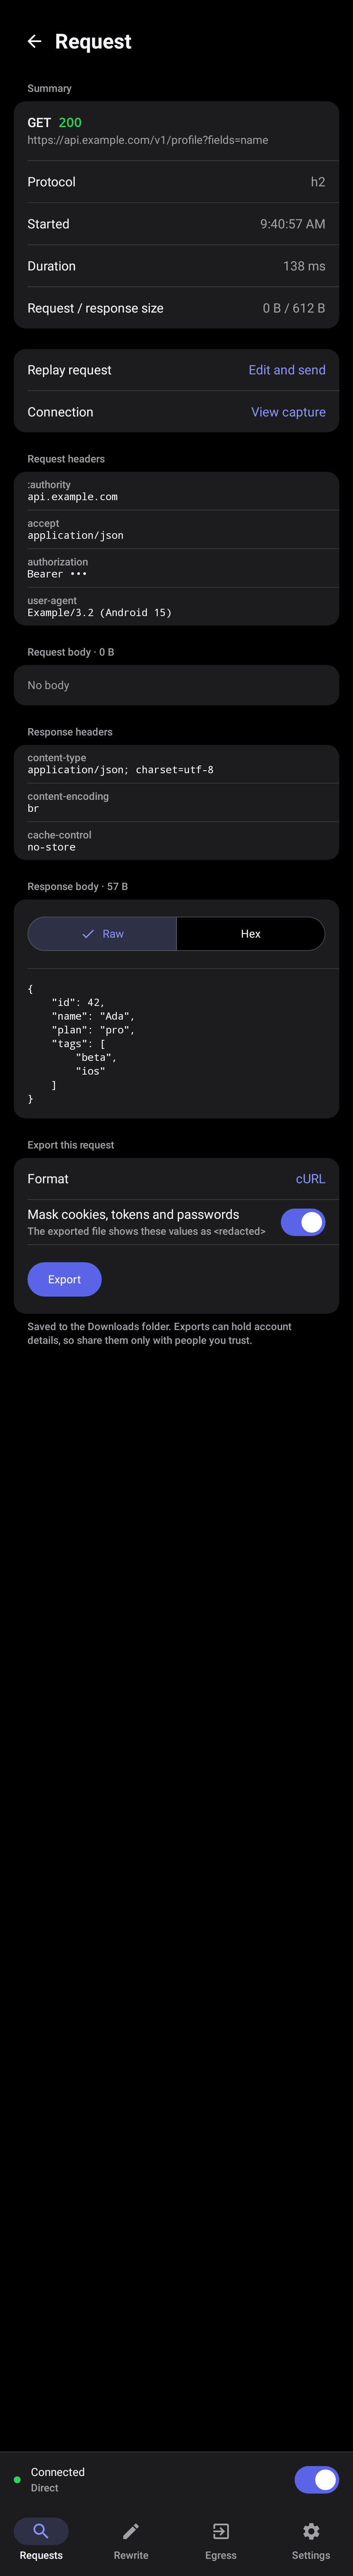 Request
Summary
GET 200
https://api.example.com/v1/profile?fields=name
Protocol h2
Started 9:40:57 AM
Duration 138 ms
Request / response size 0 B / 612 B
Replay request Edit and send
Connection View capture
Request headers
:authority
api.example.com
accept
application/json
authorization
Bearer •••
user-agent
Example/3.2 (Android 15)
Request body · 0 B
No body
Response headers
content-type
application/json; charset=utf-8
content-encoding
br
cache-control
no-store
Response body · 57 B
Raw Hex
{
    "id": 42,
    "name": "Ada",
    "plan": "pro",
    "tags": [
        "beta",
        "ios"
    ]
}
Export this request
Format cURL
Mask cookies, tokens and passwords
The exported file shows these values as <redacted>
Export
Saved to the Downloads folder. Exports can hold account
details, so share them only with people you trust.
Connected
Direct
Requests Rewrite Egress Settings